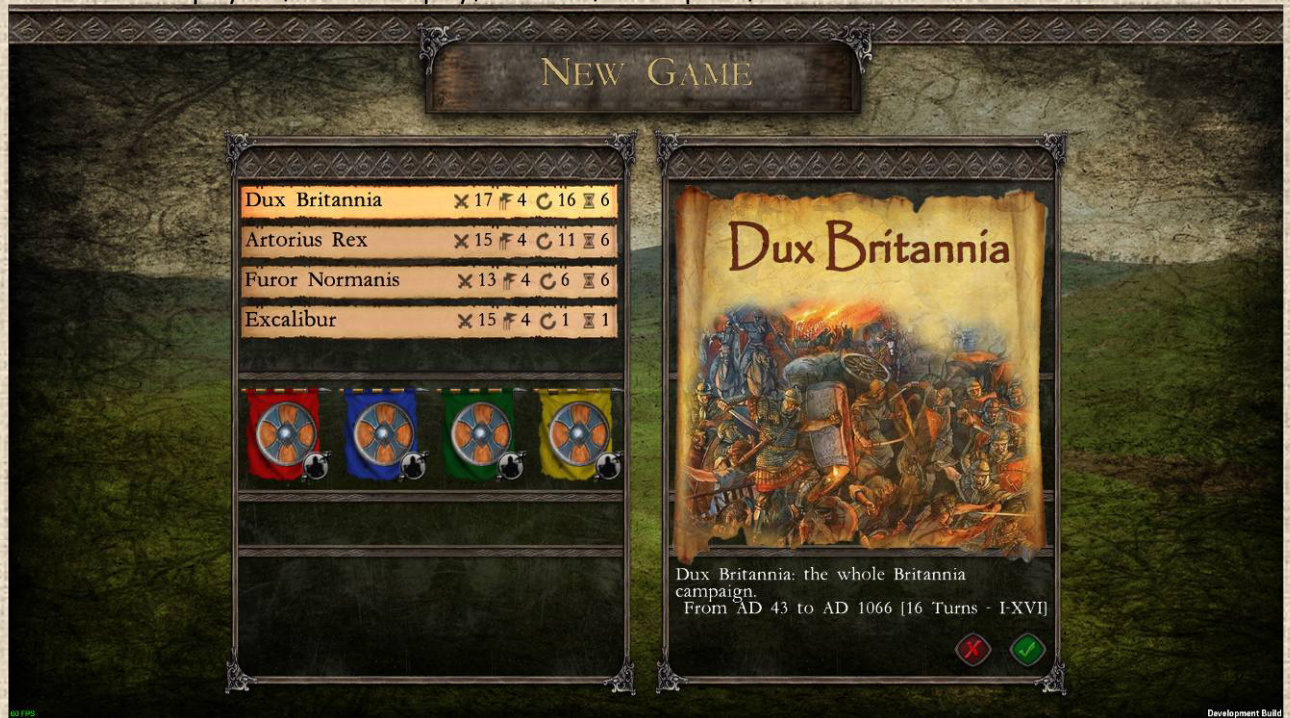 NEW GAME
Dux Britannia 17 4 16 6
Artorius Rex 15 4 11 6
Furor Normanis 13 4 6 6
Excalibur 15 4 1 1
Dux Britannia
Dux Britannia: the whole Britannia
campaign.
From AD 43 to AD 1066 [16 Turns - I-XVI]
60 FPS
Development Build